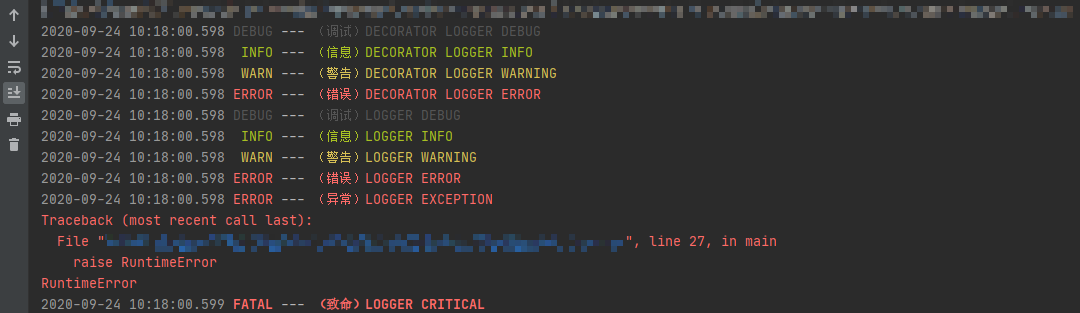 2020-09-24 10:18:00.598 DEBUG --- （调试）DECORATOR LOGGER DEBUG
2020-09-24 10:18:00.598  INFO --- （信息）DECORATOR LOGGER INFO
2020-09-24 10:18:00.598  WARN --- （警告）DECORATOR LOGGER WARNING
2020-09-24 10:18:00.598 ERROR --- （错误）DECORATOR LOGGER ERROR
2020-09-24 10:18:00.598 DEBUG --- （调试）LOGGER DEBUG
2020-09-24 10:18:00.598  INFO --- （信息）LOGGER INFO
2020-09-24 10:18:00.598  WARN --- （警告）LOGGER WARNING
2020-09-24 10:18:00.598 ERROR --- （错误）LOGGER ERROR
2020-09-24 10:18:00.598 ERROR --- （异常）LOGGER EXCEPTION
Traceback (most recent call last):
  File "", line 27, in main
    raise RuntimeError
RuntimeError
2020-09-24 10:18:00.599 FATAL --- （致命）LOGGER CRITICAL